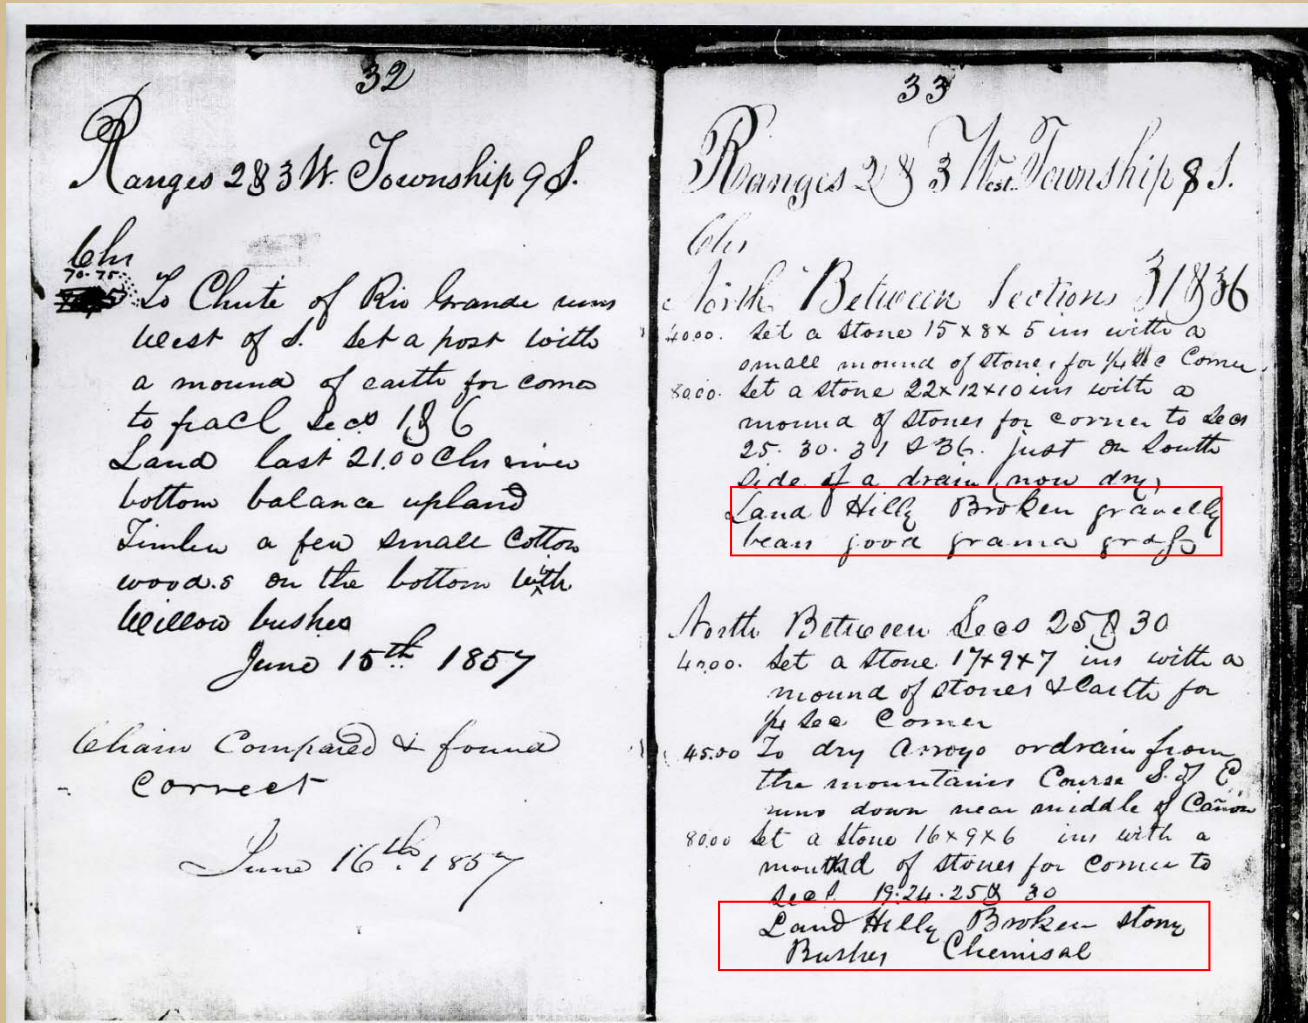 32
Ranges 2 & 3 W. Township 9 S.
Chs
70.75
To Chute of Rio Grande runs
West of S. Set a post with
a mound of earth for corner
to fracl Secs 1 & 6
Land last 21.00 Chs river
bottom balance upland
Timber a few small Cotton
woods on the bottom with
Willow bushes
June 15th 1857
Chain Compared & found
Correct
June 16th 1857
33
Ranges 2 & 3 West Township 8 S.
Chs
North Between Sections 31 & 36
40.00. Set a Stone 15 x 8 x 5 ins with a
small mound of stone, for 1/4 Sec Corner.
80.00. Set a stone 22 x 12 x 10 ins with a
mound of stones for corner to Secs
25. 30. 31 & 36. just on South
side of a drain, now dry,
Land Hilly Broken gravelly
bears good grama grass
North Between Secs 25 & 30
40.00. Set a stone 17 x 9 x 7 ins with a
mound of stones & Earth for
1/4 Sec Corner
45.00 To dry Arroyo or drain from
the mountains Course S. of E.
runs down near middle of Cañon
80.00 Set a Stone 16 x 9 x 6 ins with a
mound of stones for Corner to
Secs. 19. 24. 25 & 30
Land Hilly Broken stony
Bushes Chemisal